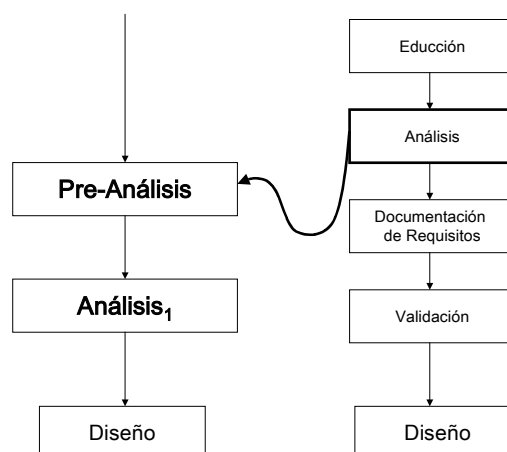 Educción
Análisis
Pre-Análisis
Documentación
de Requisitos
Análisis₁
Validación
Diseño
Diseño